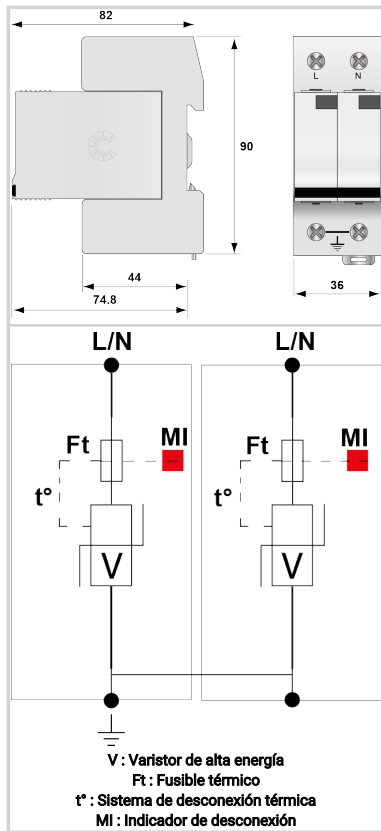 82
L N
90
44
74.8
36
L/N L/N
Ft MI Ft MI
t° t°
V V
V : Varistor de alta energía
Ft : Fusible térmico
t° : Sistema de desconexión térmica
MI : Indicador de desconexión